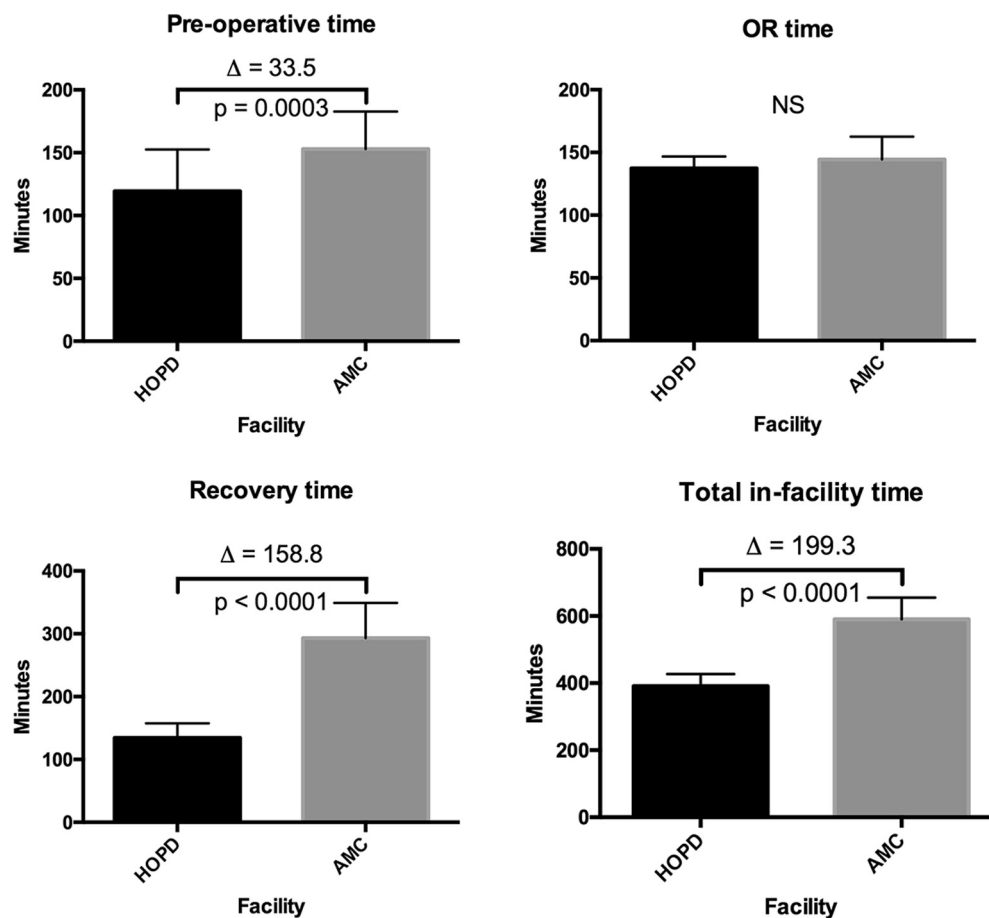 Pre-operative time
Δ = 33.5
p = 0.0003
200
150
100
50
0
Minutes
HOPD
AMC
Facility
OR time
NS
200
150
100
50
0
Minutes
HOPD
AMC
Facility
Recovery time
Δ = 158.8
p < 0.0001
400
300
200
100
0
Minutes
HOPD
AMC
Facility
Total in-facility time
Δ = 199.3
p < 0.0001
800
600
400
200
0
Minutes
HOPD
AMC
Facility